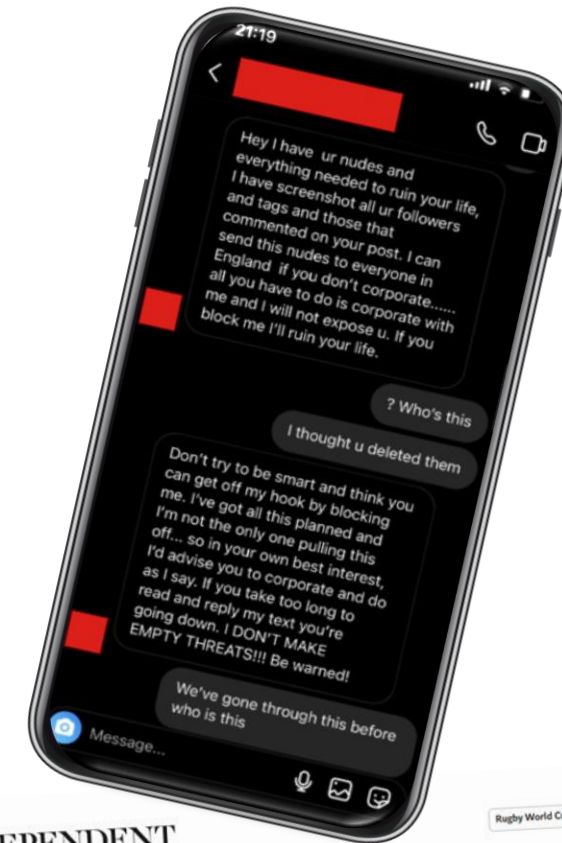 21:19
Hey I have ur nudes and
everything needed to ruin your life,
I have screenshot all ur followers
and tags and those that
commented on your post. I can
send this nudes to everyone in
England if you don't corporate......
all you have to do is corporate with
me and I will not expose u. If you
block me I'll ruin your life.
? Who's this
I thought u deleted them
Don't try to be smart and think you
can get off my hook by blocking
me. I've got all this planned and
I'm not the only one pulling this
off... so in your own best interest,
I'd advise you to corporate and do
as I say. If you take too long to
read and reply my text you're
going down. I DON'T MAKE
EMPTY THREATS!!! Be warned!
We've gone through this before
who is this
Message...
Rugby World